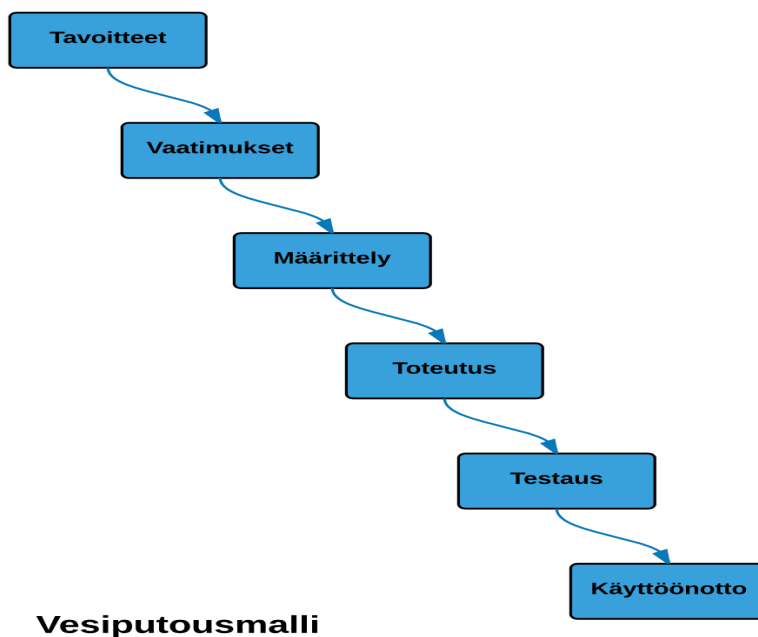 Tavoitteet
Vaatimukset
Määrittely
Toteutus
Testaus
Käyttöönotto
Vesiputousmalli